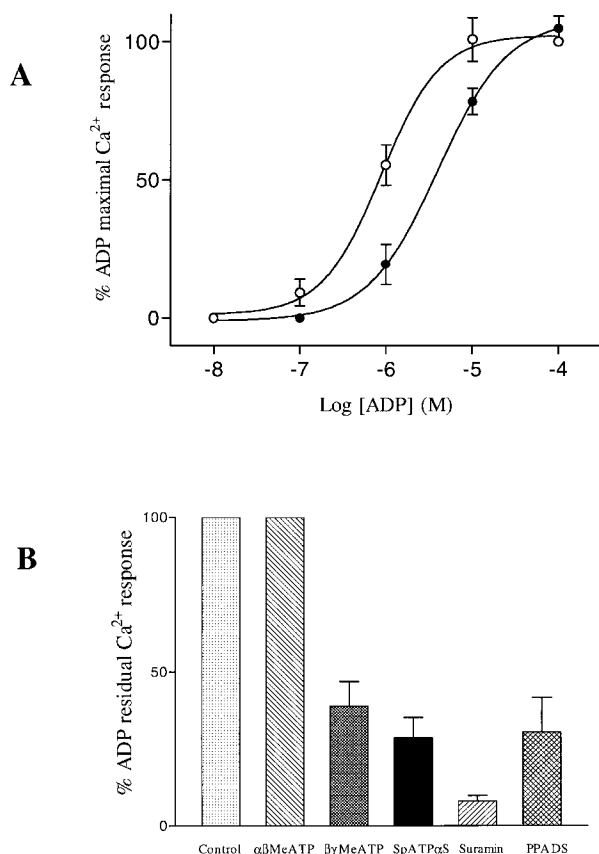 A
% ADP maximal Ca²⁺ response
100
50
0
-8 -7 -6 -5 -4
Log [ADP] (M)
B
% ADP residual Ca²⁺ response
100
50
0
Control αβMeATP βγMeATP SpATPαS Suramin PPADS